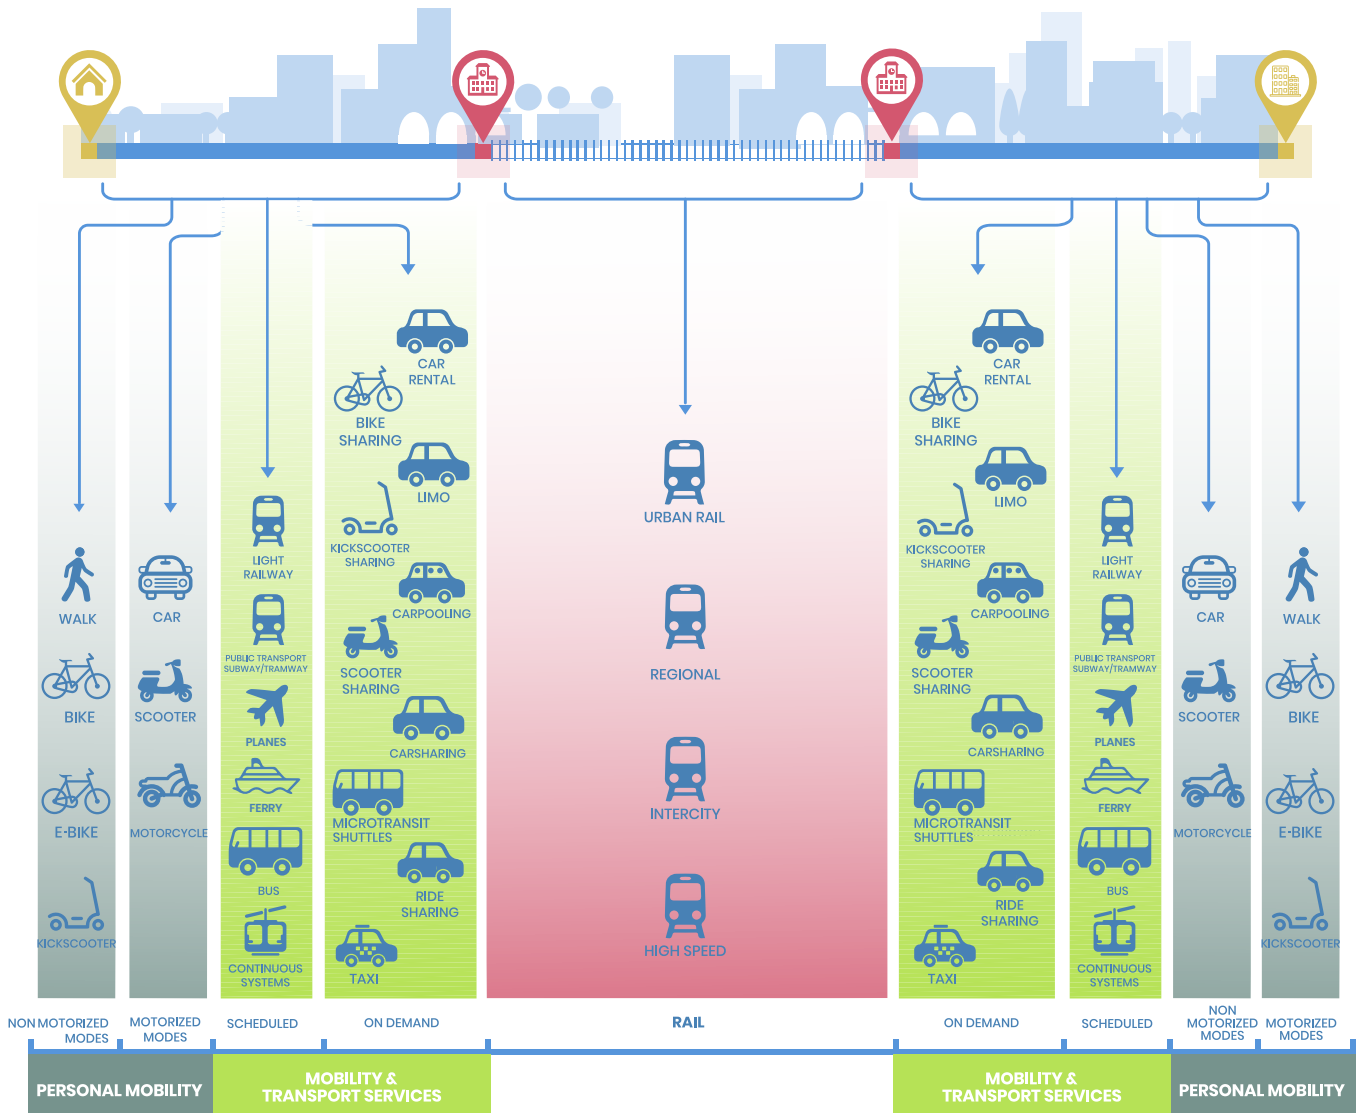 WALK
BIKE
E-BIKE
KICKSCOOTER
NON MOTORIZED
MODES
CAR
SCOOTER
MOTORCYCLE
MOTORIZED
MODES
LIGHT
RAILWAY
PUBLIC TRANSPORT
SUBWAY/TRAMWAY
PLANES
FERRY
BUS
CONTINUOUS
SYSTEMS
SCHEDULED
CAR
RENTAL
BIKE
SHARING
LIMO
KICKSCOOTER
SHARING
CARPOOLING
SCOOTER
SHARING
CARSHARING
MICROTRANSIT
SHUTTLES
RIDE
SHARING
TAXI
ON DEMAND
URBAN RAIL
REGIONAL
INTERCITY
HIGH SPEED
RAIL
CAR
RENTAL
BIKE
SHARING
LIMO
KICKSCOOTER
SHARING
CARPOOLING
SCOOTER
SHARING
CARSHARING
MICROTRANSIT
SHUTTLES
RIDE
SHARING
TAXI
ON DEMAND
LIGHT
RAILWAY
PUBLIC TRANSPORT
SUBWAY/TRAMWAY
PLANES
FERRY
BUS
CONTINUOUS
SYSTEMS
SCHEDULED
CAR
SCOOTER
MOTORCYCLE
NON
MOTORIZED
MODES
WALK
BIKE
E-BIKE
KICKSCOOTER
MOTORIZED
MODES
PERSONAL MOBILITY
MOBILITY &
TRANSPORT SERVICES
MOBILITY &
TRANSPORT SERVICES
PERSONAL MOBILITY